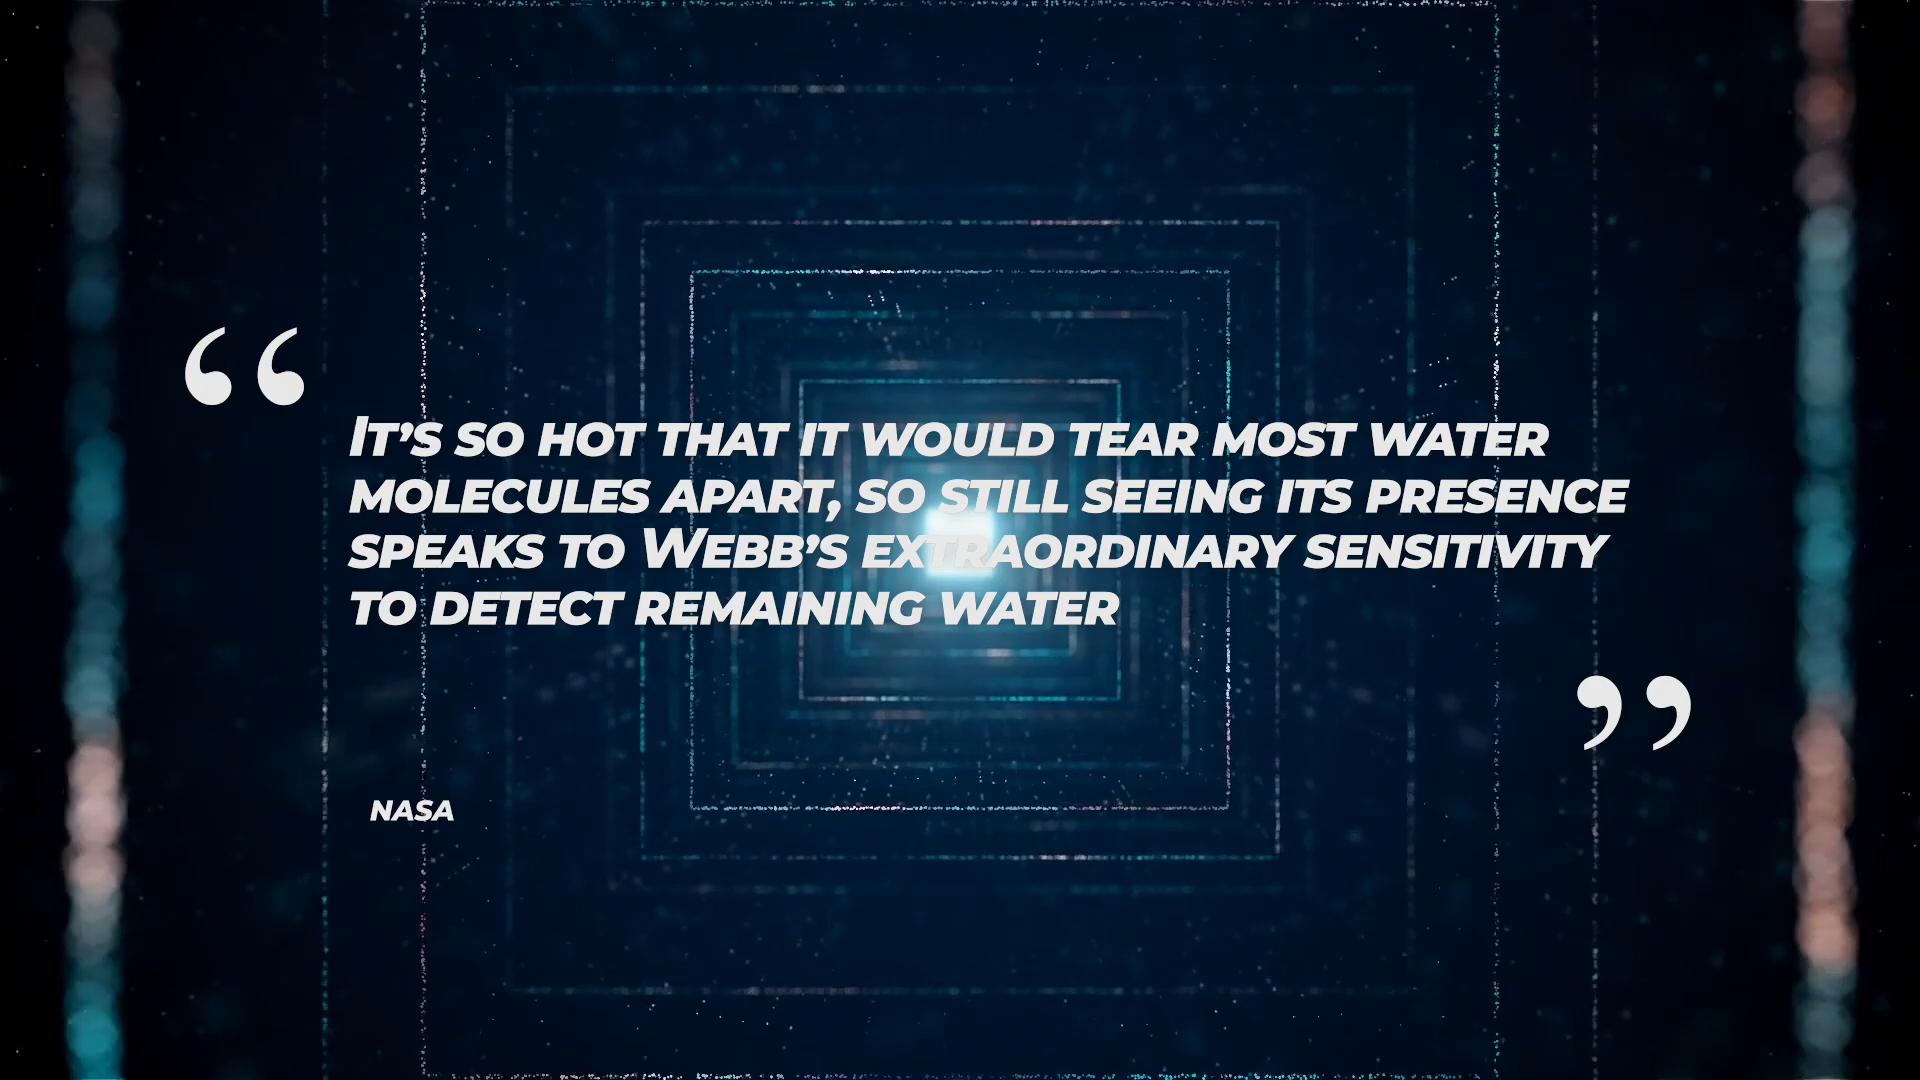 “
It’s so hot that it would tear most water
molecules apart, so still seeing its presence
speaks to Webb’s extraordinary sensitivity
to detect remaining water
”
NASA